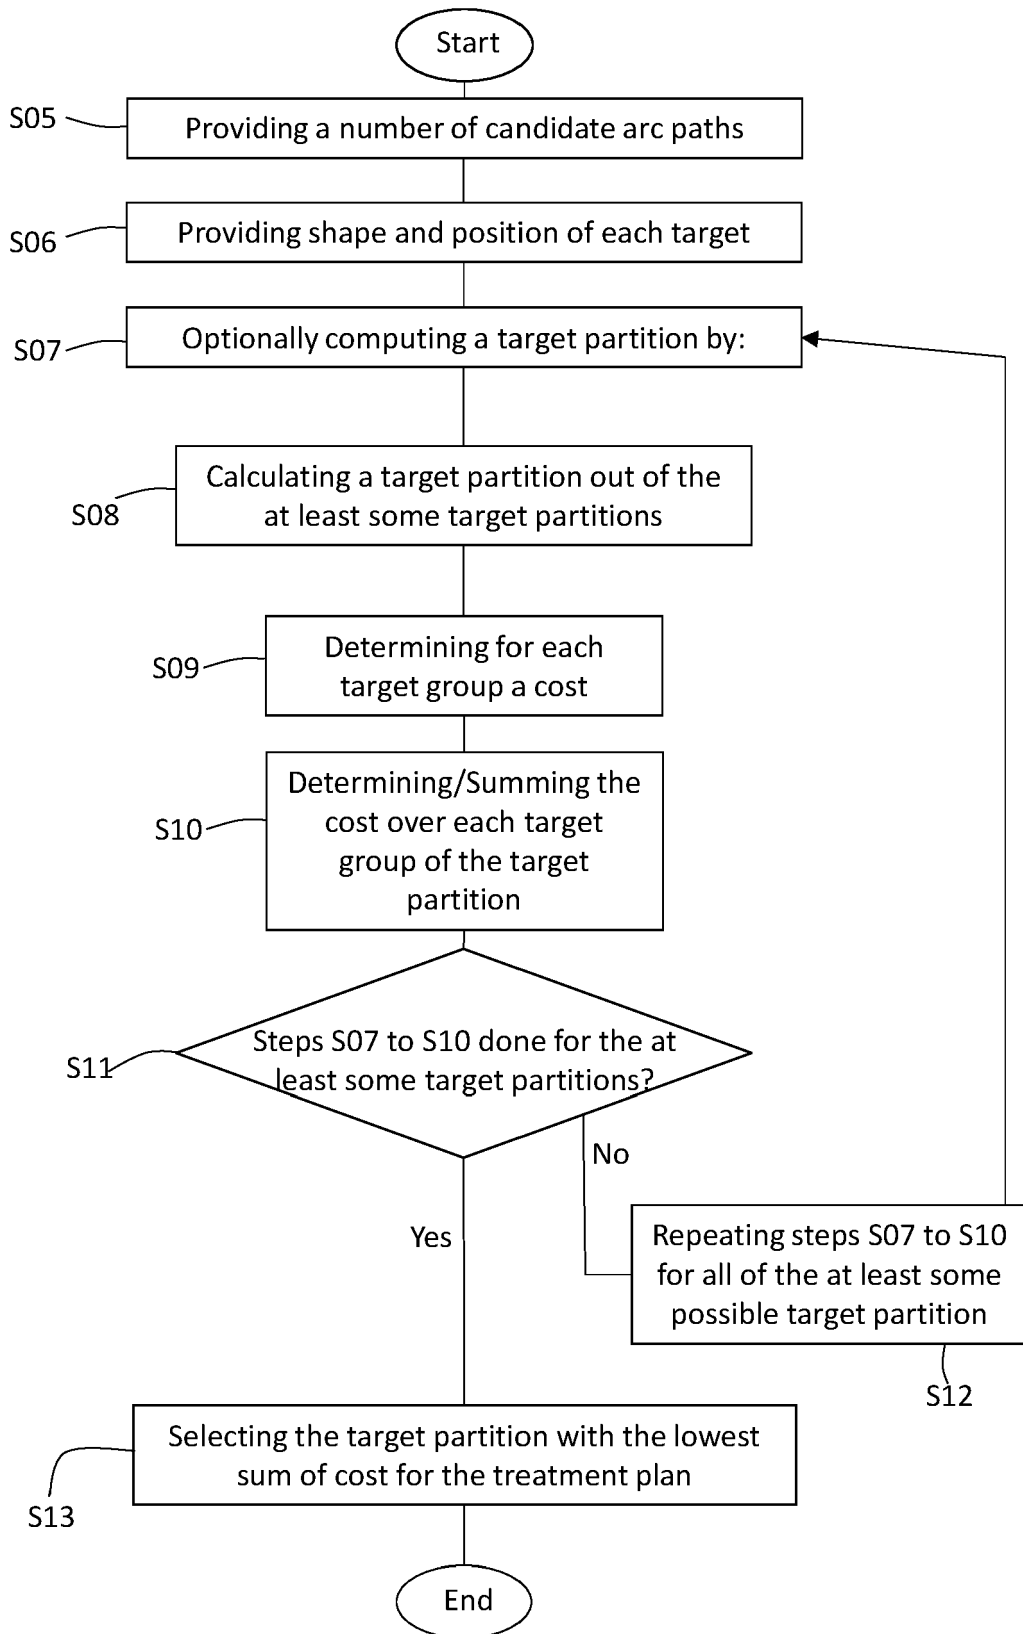 Start
S05
Providing a number of candidate arc paths
S06
Providing shape and position of each target
S07
Optionally computing a target partition by:
S08
Calculating a target partition out of the
at least some target partitions
S09
Determining for each
target group a cost
S10
Determining/Summing the
cost over each target
group of the target
partition
S11
Steps S07 to S10 done for the at
least some target partitions?
No
Yes
Repeating steps S07 to S10
for all of the at least some
possible target partition
S12
Selecting the target partition with the lowest
sum of cost for the treatment plan
S13
End